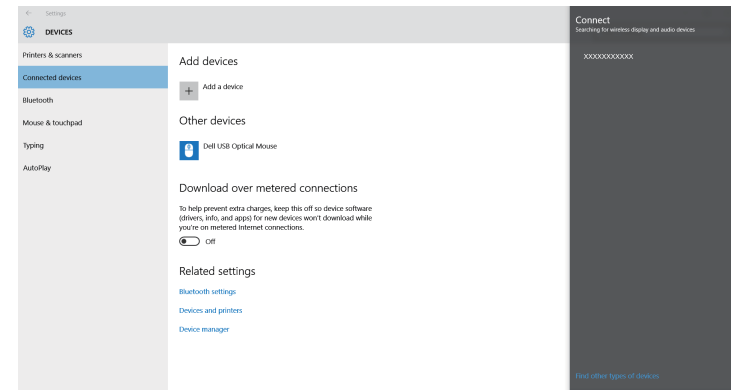 Settings
DEVICES
Printers & scanners
Connected devices
Bluetooth
Mouse & touchpad
Typing
AutoPlay
Add devices
Add a device
Other devices
Dell USB Optical Mouse
Download over metered connections
To help prevent extra charges, keep this off so device software
(drivers, info, and apps) for new devices won't download while
you're on metered Internet connections.
Off
Related settings
Bluetooth settings
Devices and printers
Device manager
Connect
Searching for wireless display and audio devices
XXXXXXXXXXX
Find other types of devices